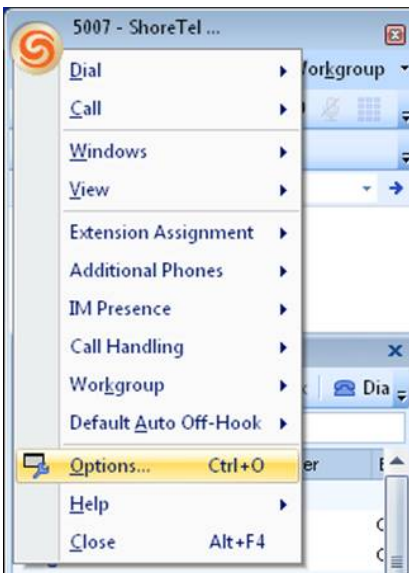 5007 - ShoreTel ...
Dial
Call
Workgroup
Windows
View
Extension Assignment
Additional Phones
IM Presence
Call Handling
Workgroup
Dia
Default Auto Off-Hook
Options... Ctrl+O
er
Help
Close Alt+F4